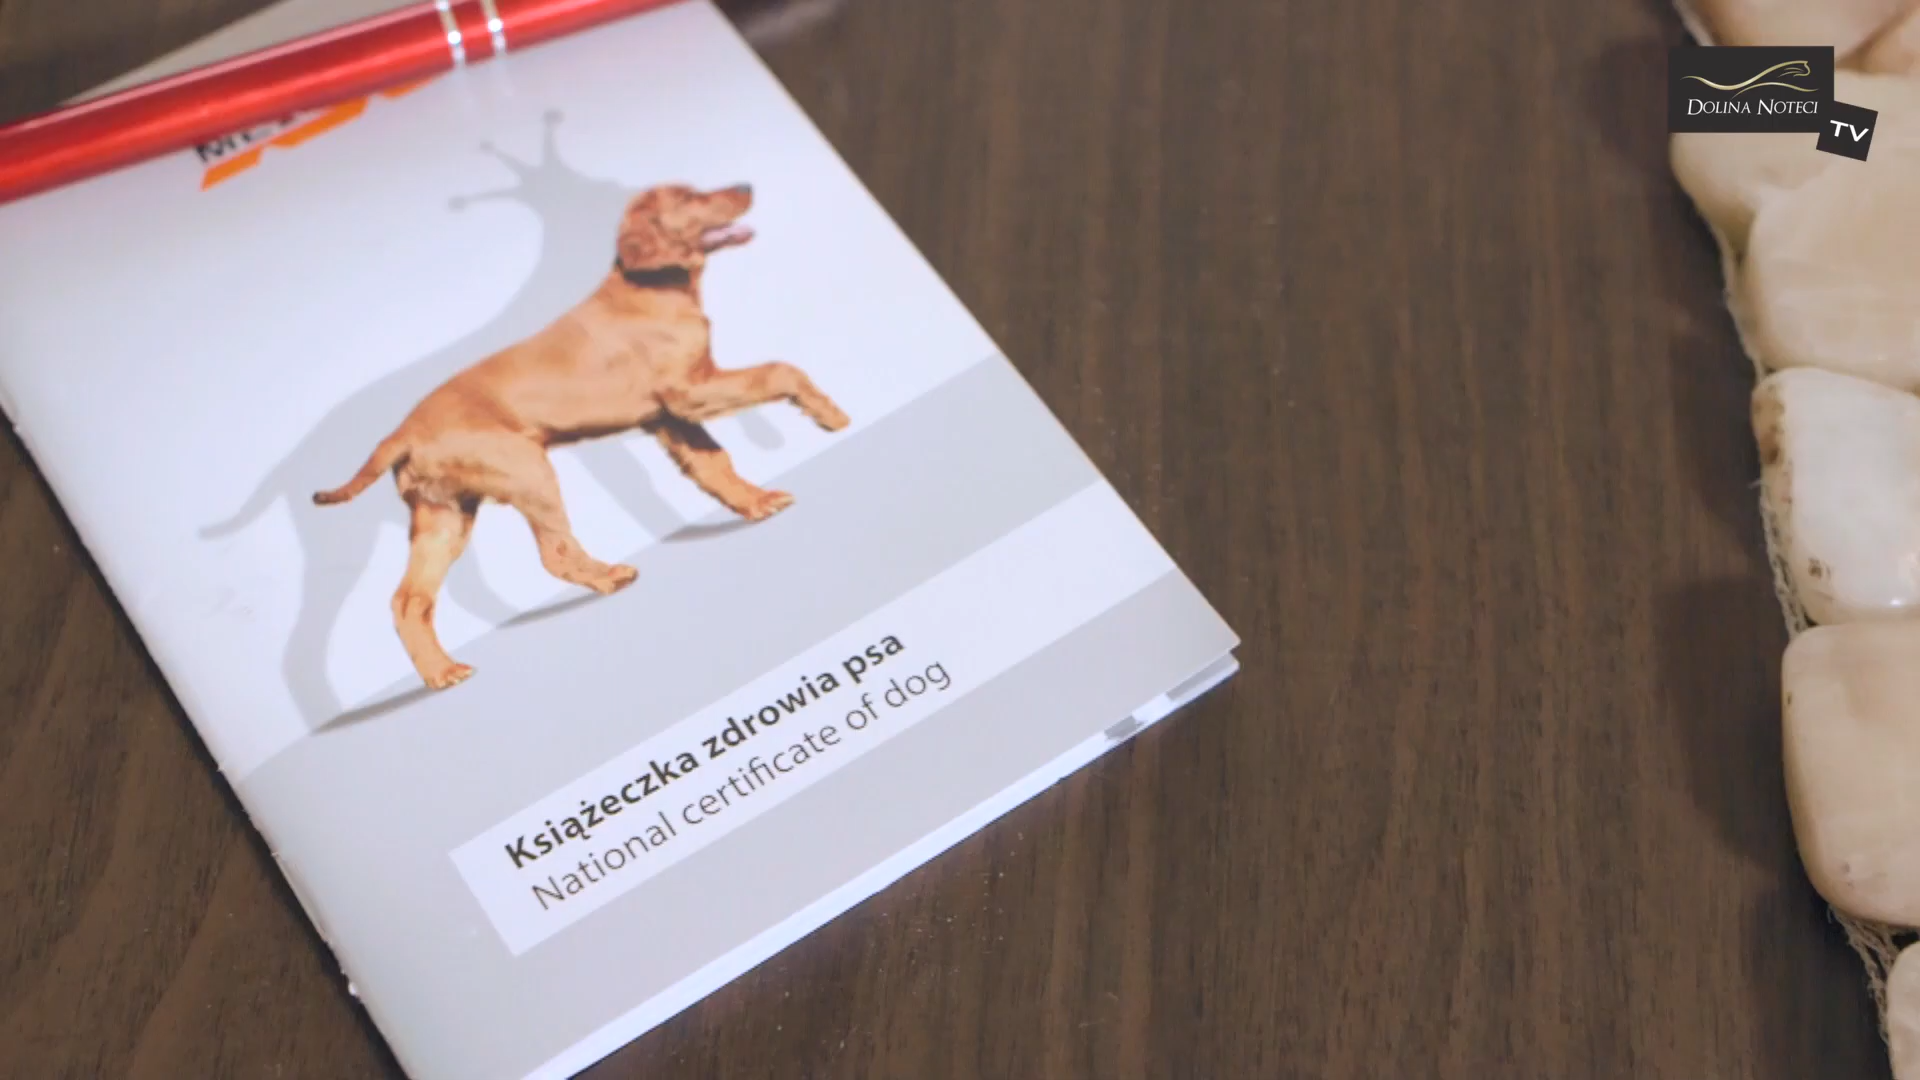 DOLINA NOTECI
TV
Książeczka zdrowia psa
National certificate of dog